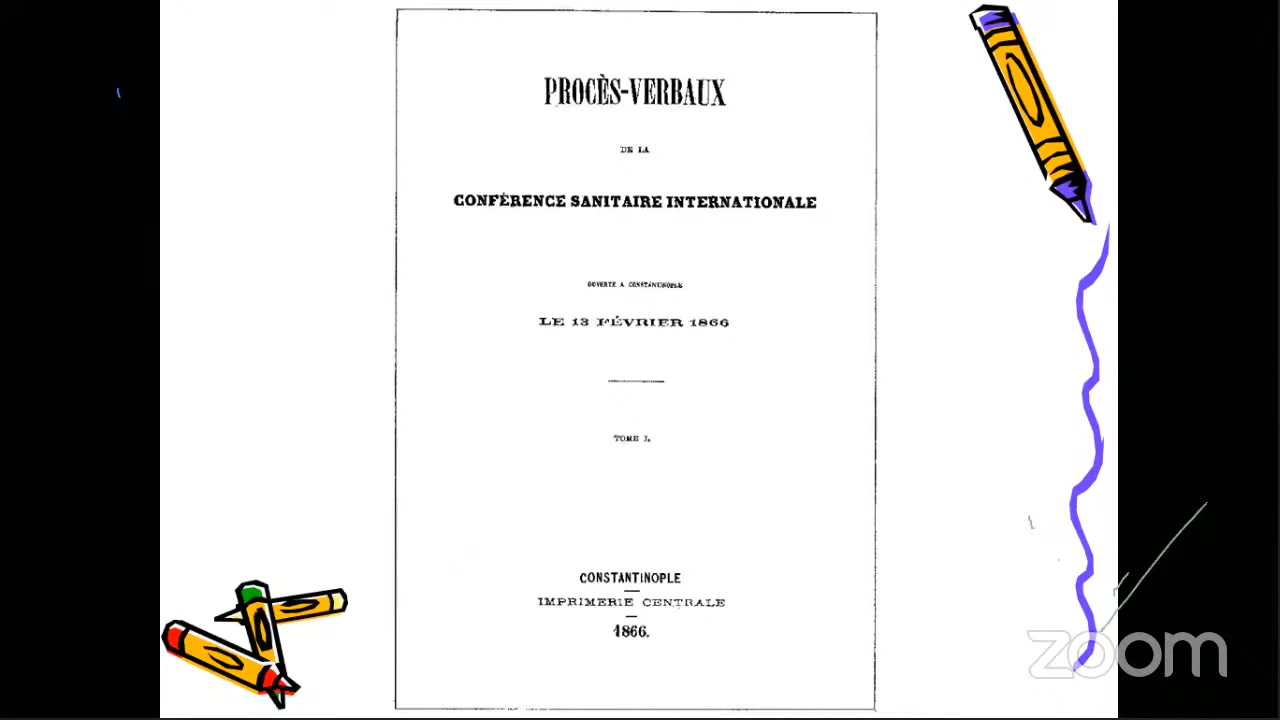 PROCÈS-VERBAUX
DE LA
CONFÉRENCE SANITAIRE INTERNATIONALE
OUVERTE A CONSTANTINOPLE
LE 13 FÉVRIER 1866
TOME I.
CONSTANTINOPLE
IMPRIMERIE CENTRALE
1866.
zoom